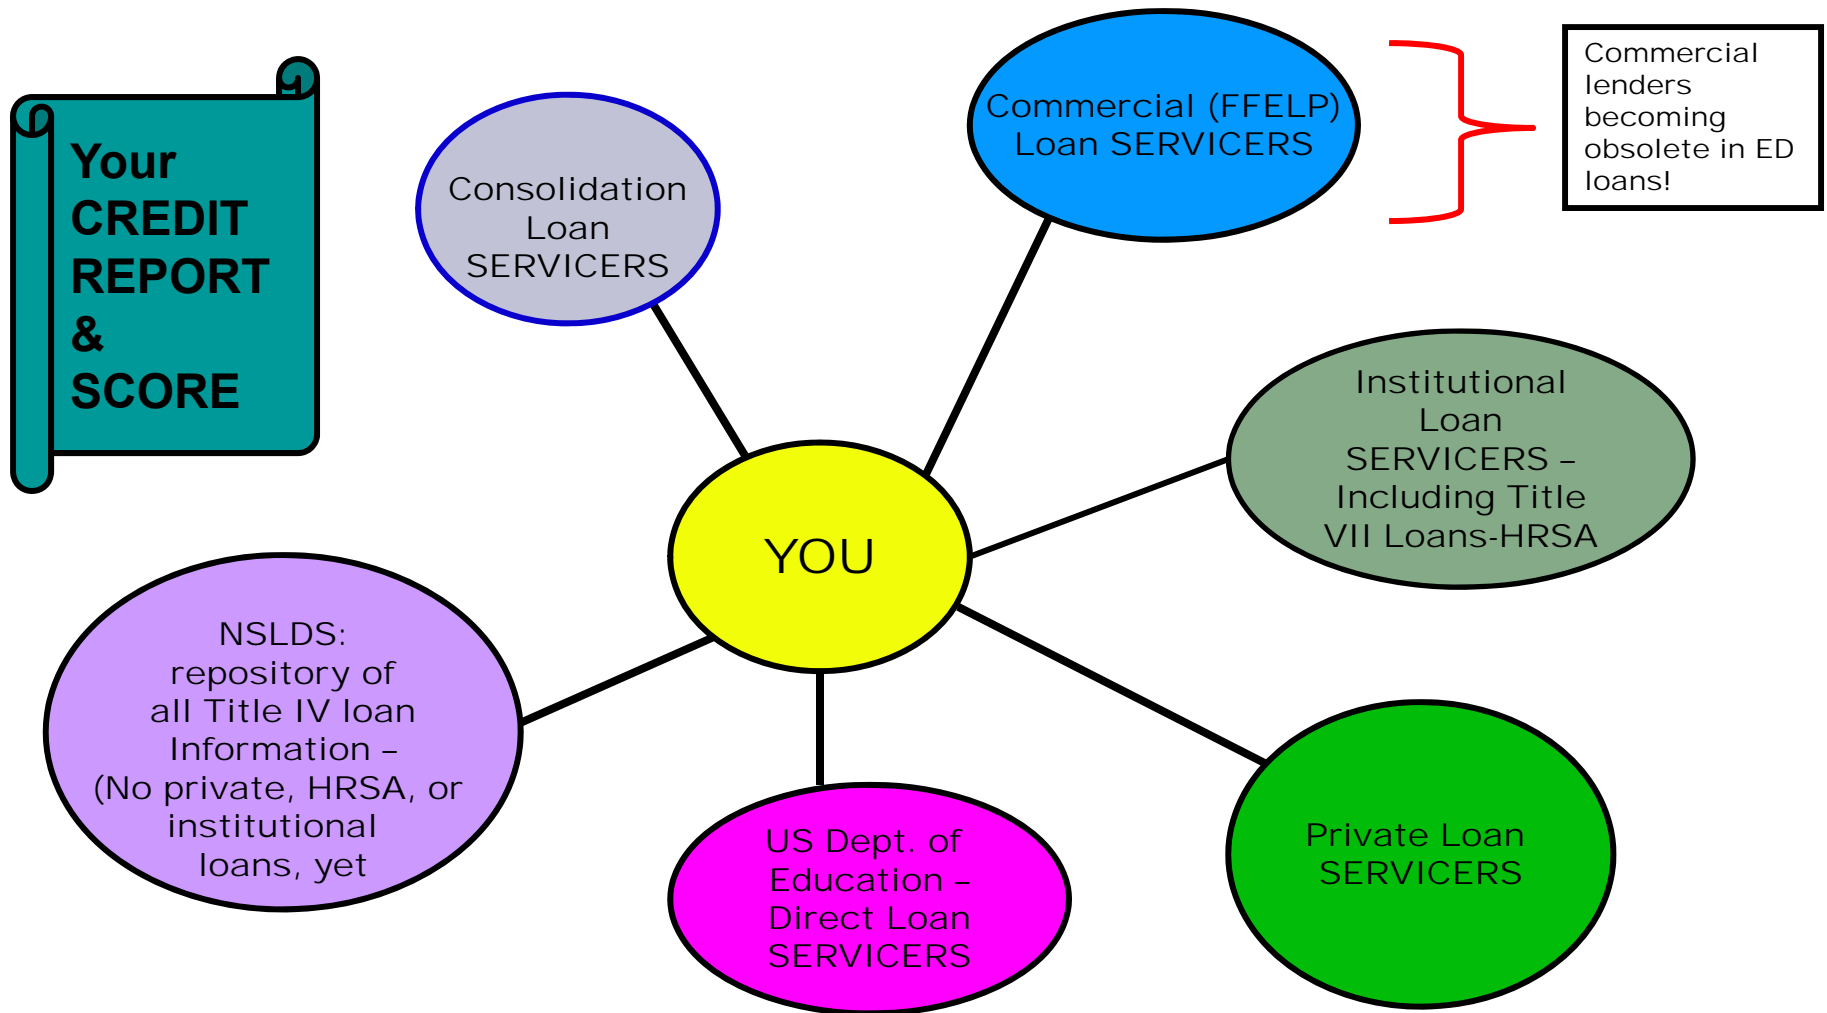 Your
CREDIT
REPORT
&
SCORE
Consolidation
Loan
SERVICERS
Commercial (FFELP)
Loan SERVICERS
Commercial
lenders
becoming
obsolete in ED
loans!
Institutional
Loan
SERVICERS –
Including Title
VII Loans-HRSA
YOU
NSLDS:
repository of
all Title IV loan
Information –
(No private, HRSA, or
institutional
loans, yet
US Dept. of
Education –
Direct Loan
SERVICERS
Private Loan
SERVICERS